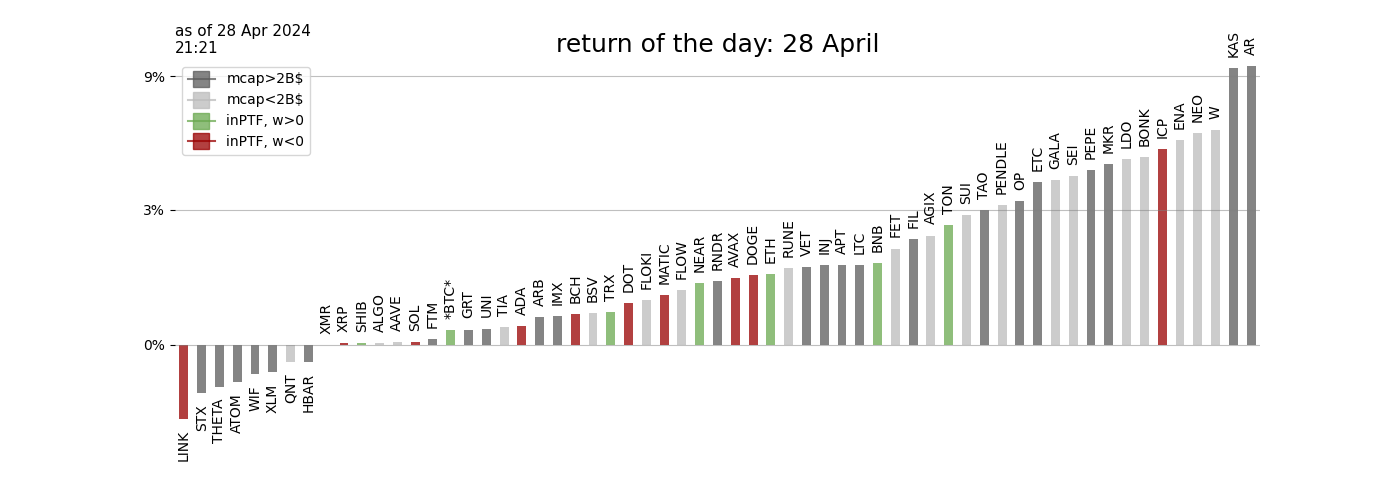 as of 28 Apr 2024
21:21
return of the day: 28 April
mcap>2B$
mcap<2B$
inPTF, w>0
inPTF, w<0
9%
3%
0%
LINK
STX
THETA
ATOM
WIF
XLM
QNT
HBAR
XMR
XRP
SHIB
ALGO
AAVE
SOL
FTM
*BTC*
GRT
UNI
TIA
ADA
ARB
IMX
BCH
BSV
TRX
DOT
FLOKI
MATIC
FLOW
NEAR
RNDR
AVAX
DOGE
ETH
RUNE
VET
INJ
APT
LTC
BNB
FET
FIL
AGIX
TON
SUI
TAO
PENDLE
OP
ETC
GALA
SEI
PEPE
MKR
LDO
BONK
ICP
ENA
NEO
W
KAS
AR